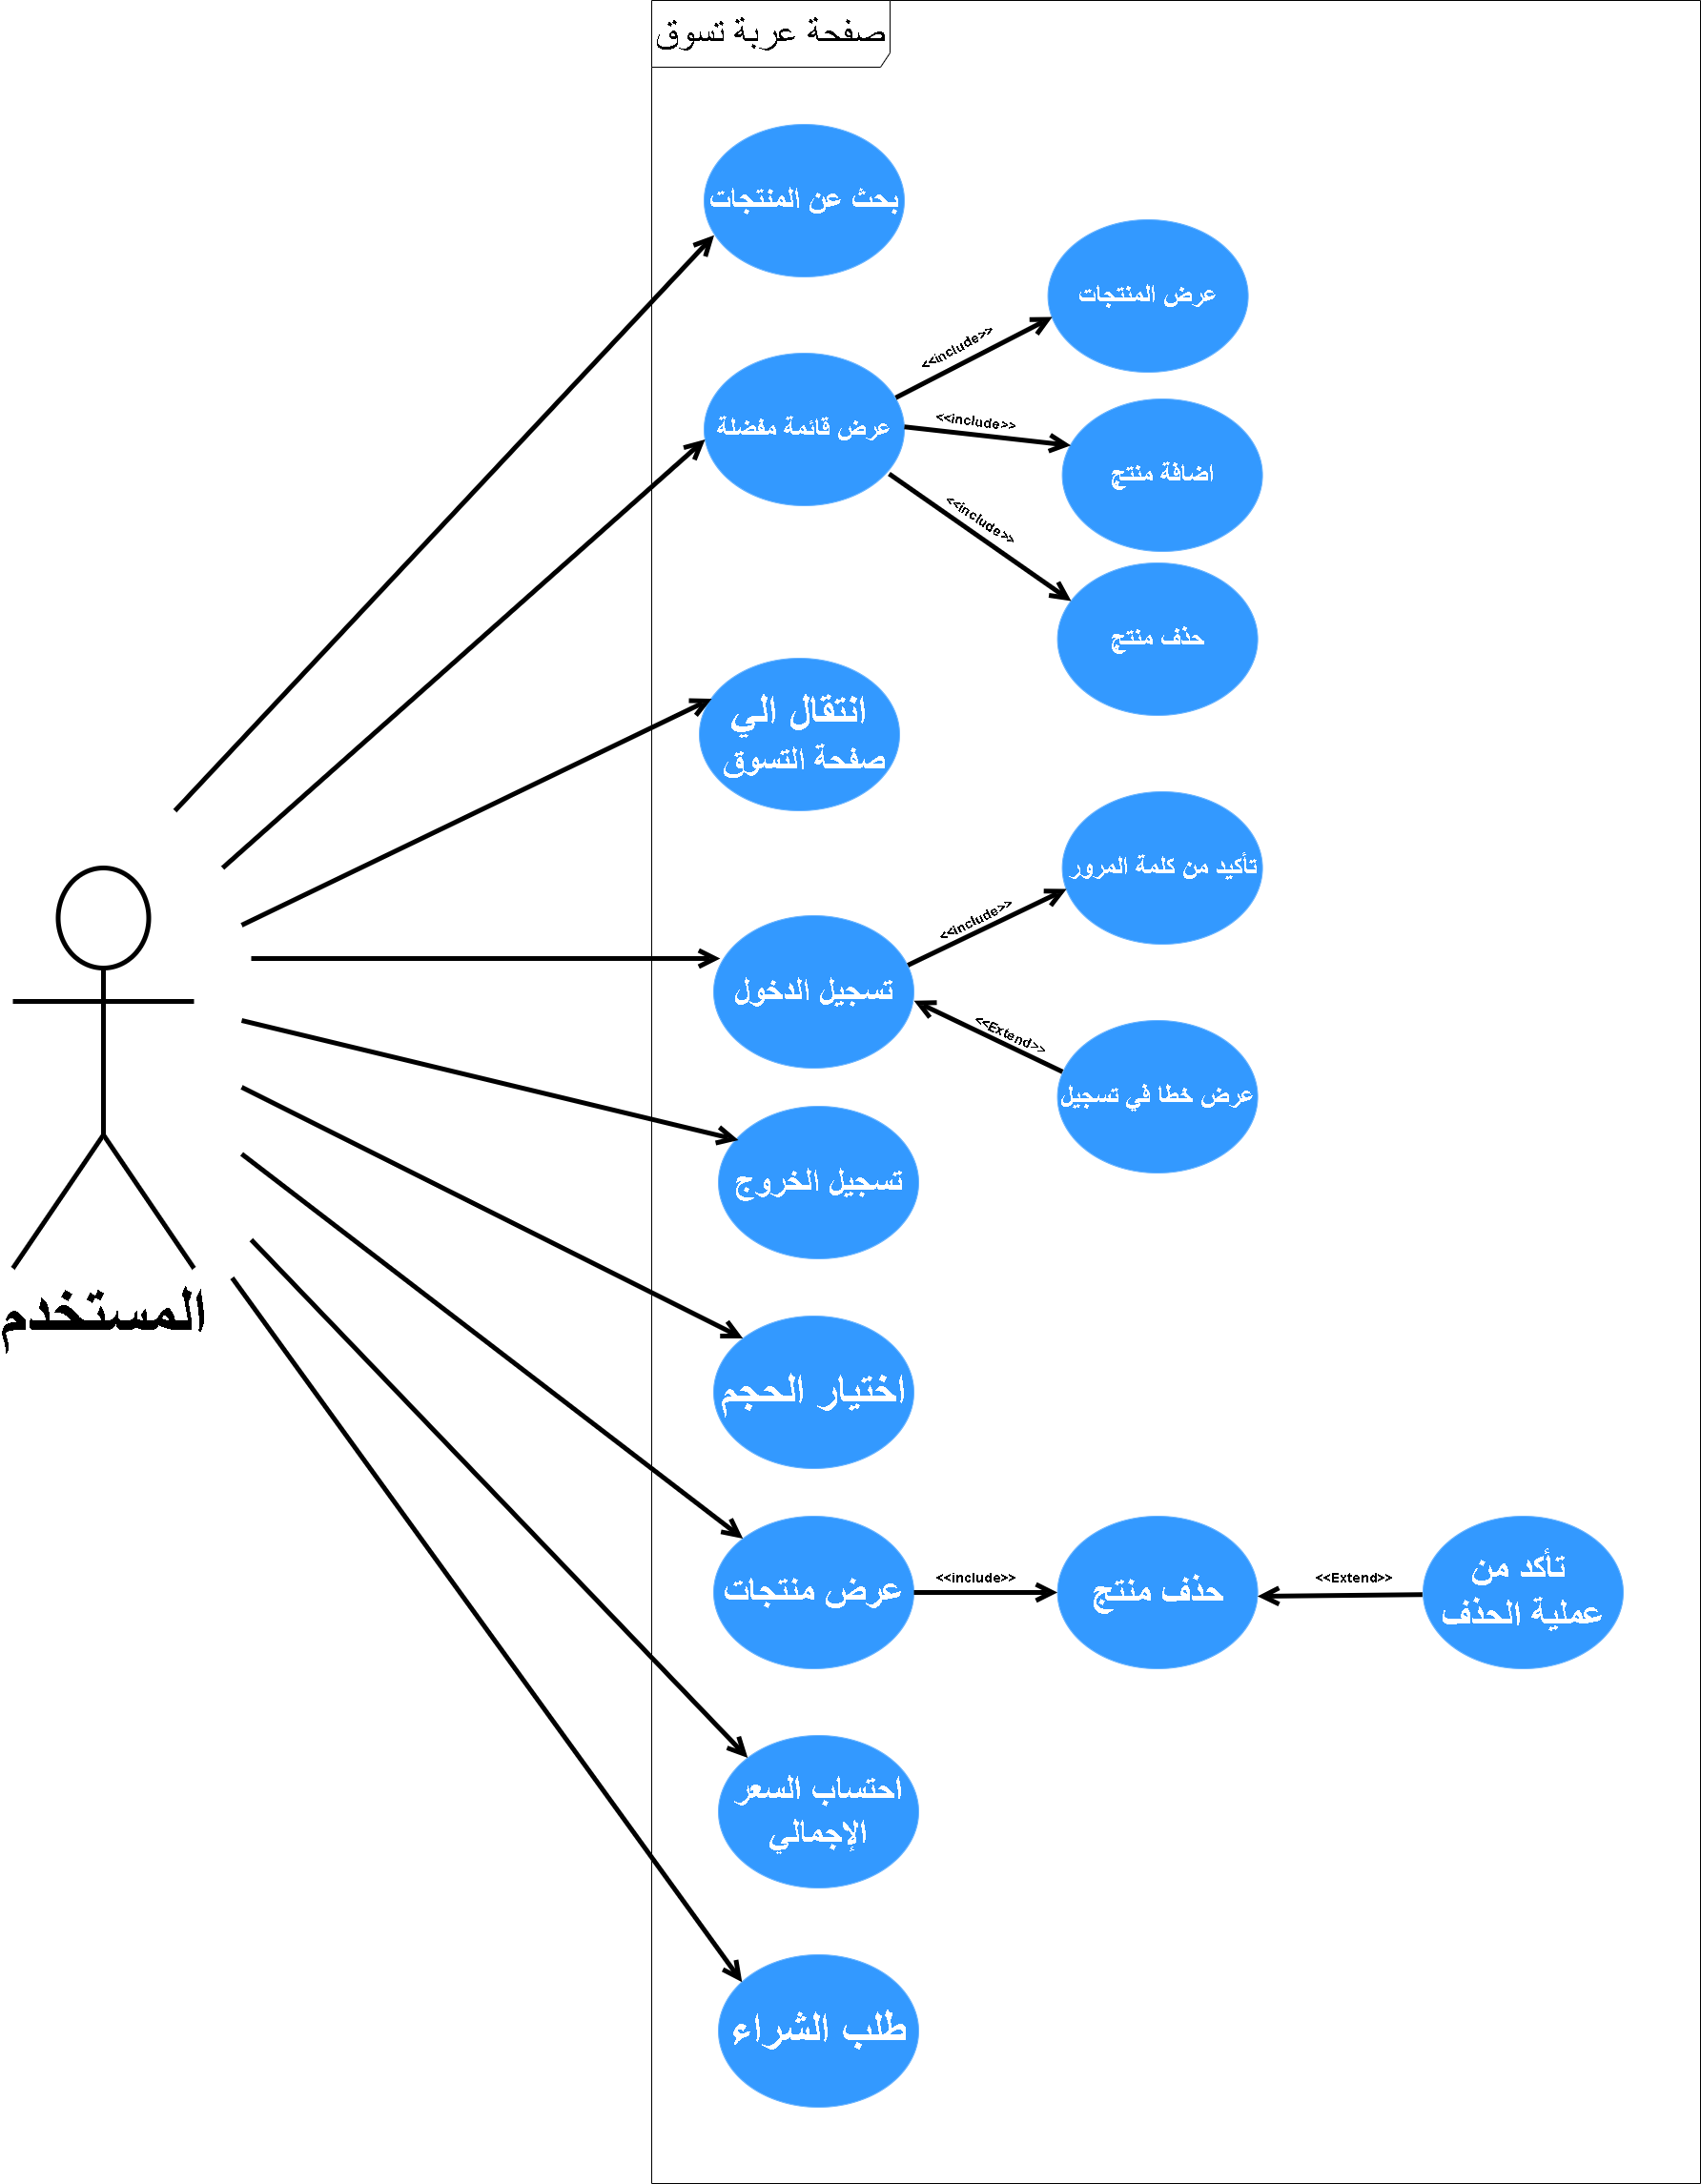 صفحة عربة تسوق
بحث عن المنتجات
عرض المنتجات
<<include>>
عرض قائمة مفضلة
<<include>>
اضافة منتج
<<include>>
حذف منتج
انتقال الي
صفحة التسوق
تأكيد من كلمة المرور
<<include>>
تسجيل الدخول
<<Extend>>
عرض خطا في تسجيل
تسجيل الخروج
المستخدم
اختيار الحجم
عرض منتجات
<<include>>
حذف منتج
<<Extend>>
تأكد من
عملية الحذف
احتساب السعر
الإجمالي
طلب الشراء